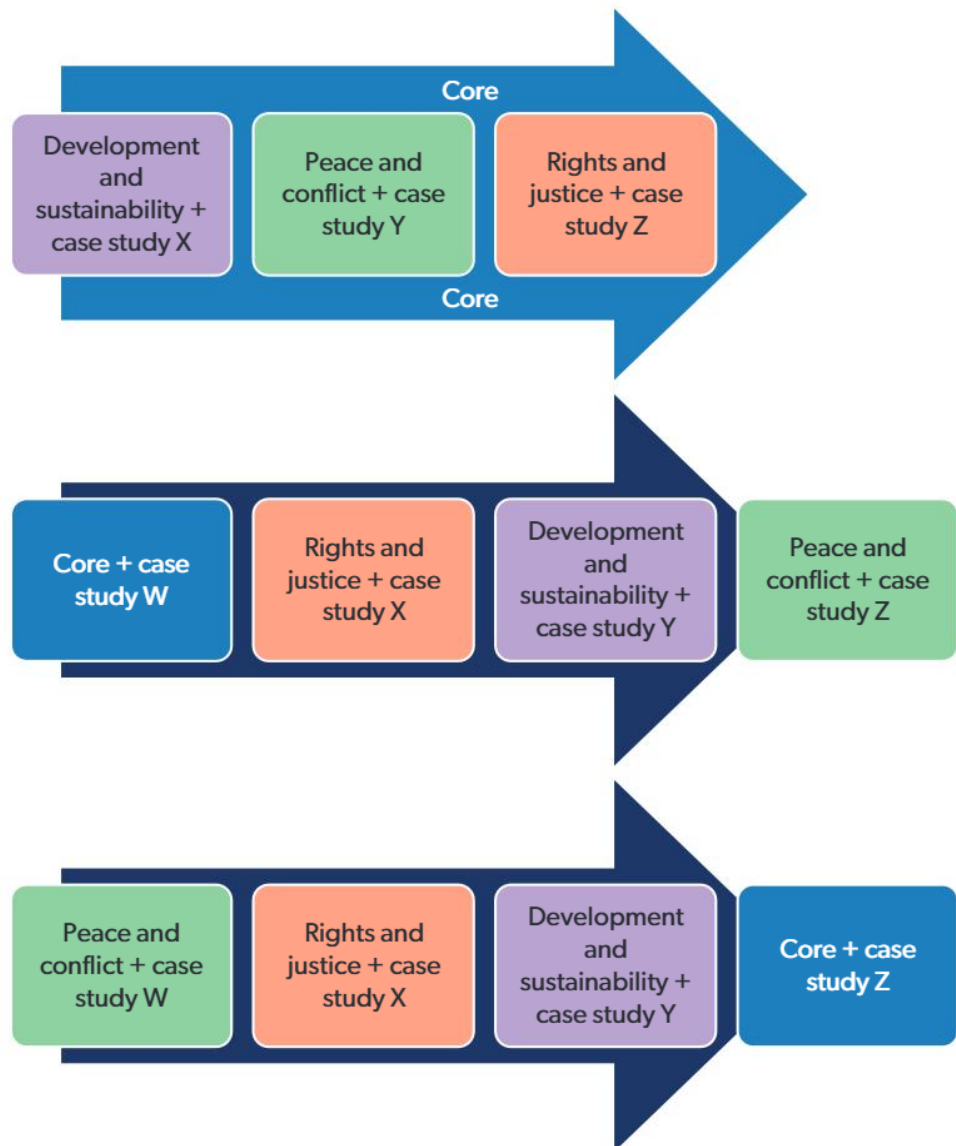 Core
Development
and
sustainability +
case study X
Peace and
conflict + case
study Y
Rights and
justice + case
study Z
Core
Core + case
study W
Rights and
justice + case
study X
Development
and
sustainability +
case study Y
Peace and
conflict + case
study Z
Peace and
conflict + case
study W
Rights and
justice + case
study X
Development
and
sustainability +
case study Y
Core + case
study Z